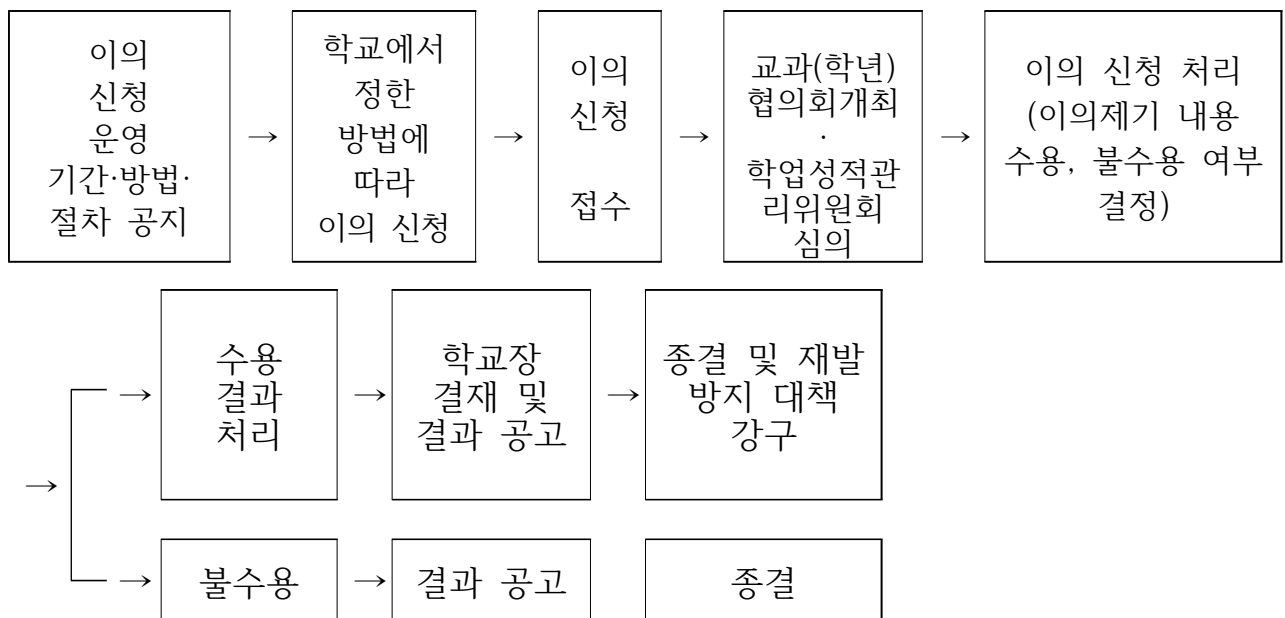 이의
신청
운영
기간·방법·
절차 공지
→
학교에서
정한
방법에
따라
이의 신청
→
이의
신청
접수
→
교과(학년)
협의회개최
·
학업성적관
리위원회
심의
→
이의 신청 처리
(이의제기 내용
수용, 불수용 여부
결정)
→
→
수용
결과
처리
→
학교장
결재 및
결과 공고
→
종결 및 재발
방지 대책
강구
→
불수용
→
결과 공고
종결